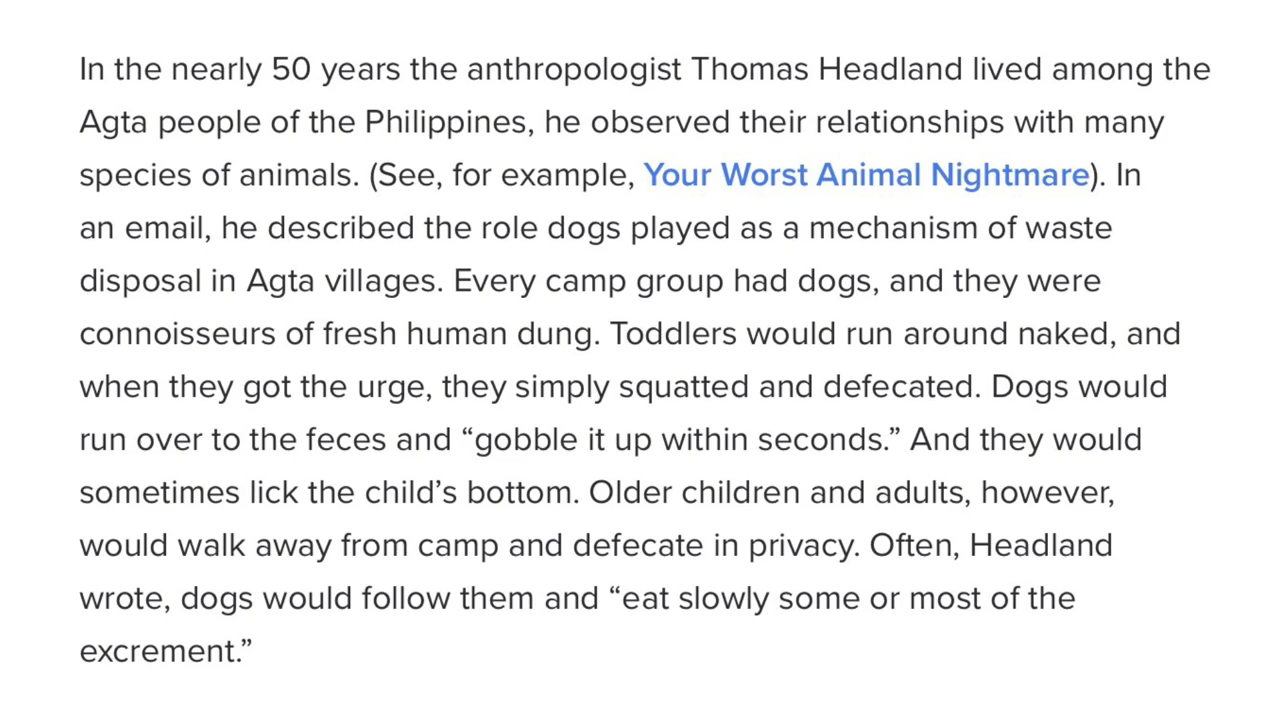 In the nearly 50 years the anthropologist Thomas Headland lived among the
Agta people of the Philippines, he observed their relationships with many
species of animals. (See, for example, Your Worst Animal Nightmare). In
an email, he described the role dogs played as a mechanism of waste
disposal in Agta villages. Every camp group had dogs, and they were
connoisseurs of fresh human dung. Toddlers would run around naked, and
when they got the urge, they simply squatted and defecated. Dogs would
run over to the feces and “gobble it up within seconds.” And they would
sometimes lick the child’s bottom. Older children and adults, however,
would walk away from camp and defecate in privacy. Often, Headland
wrote, dogs would follow them and “eat slowly some or most of the
excrement.”